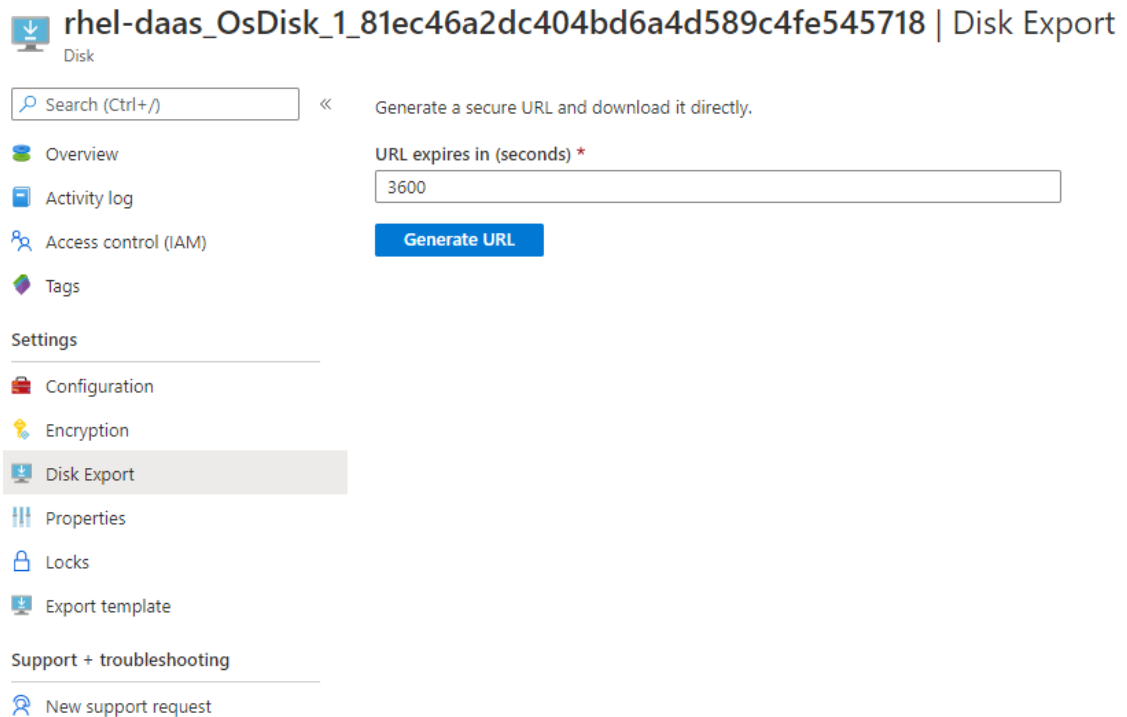 rhel-daas_OsDisk_1_81ec46a2dc404bd6a4d589c4fe545718 | Disk Export
Disk
Search (Ctrl+/)
«
Overview
Activity log
Access control (IAM)
Tags
Settings
Configuration
Encryption
Disk Export
Properties
Locks
Export template
Support + troubleshooting
New support request
Generate a secure URL and download it directly.
URL expires in (seconds) *
3600
Generate URL